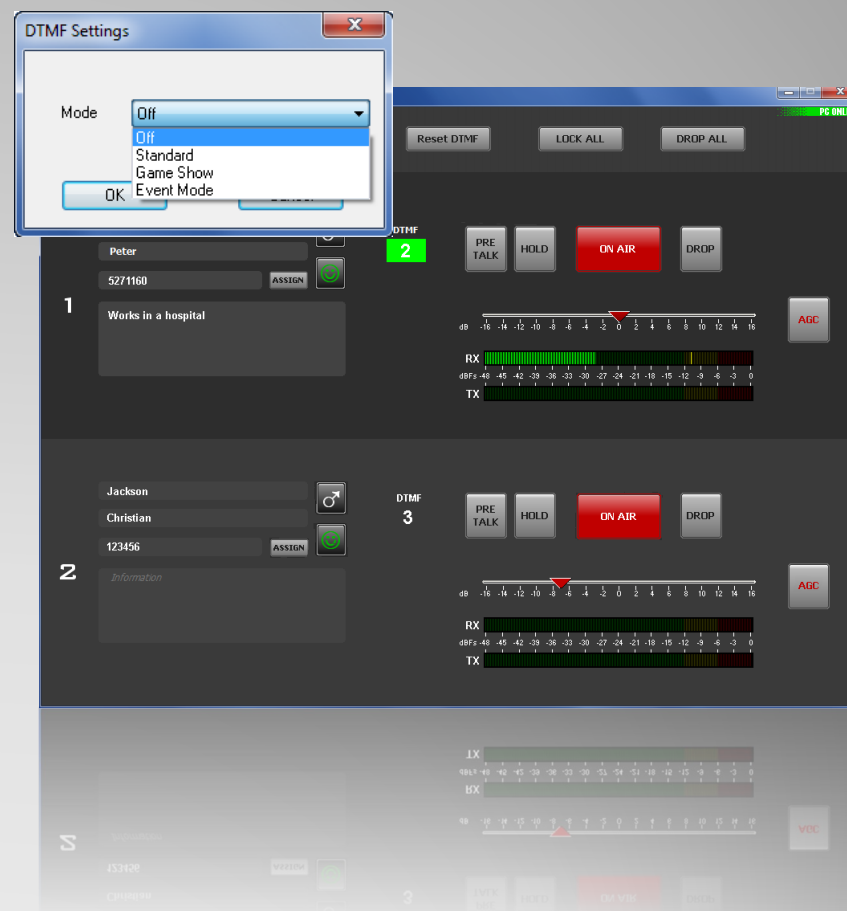 DTMF Settings
Mode
Off
Off
Standard
Game Show
Event Mode
OK
PC ONL
Reset DTMF
LOCK ALL
DROP ALL
1
Peter
5271160
ASSIGN
Works in a hospital
DTMF
2
PRE TALK
HOLD
ON AIR
DROP
dB -16 -14 -12 -10 -8 -6 -4 -2 0 2 4 6 8 10 12 14 16
AGC
RX
dBFs -48 -45 -42 -39 -36 -33 -30 -27 -24 -21 -18 -15 -12 -9 -6 -3 0
TX
2
Jackson
Christian
123456
ASSIGN
Information
DTMF
3
PRE TALK
HOLD
ON AIR
DROP
dB -16 -14 -12 -10 -8 -6 -4 -2 0 2 4 6 8 10 12 14 16
AGC
RX
dBFs -48 -45 -42 -39 -36 -33 -30 -27 -24 -21 -18 -15 -12 -9 -6 -3 0
TX